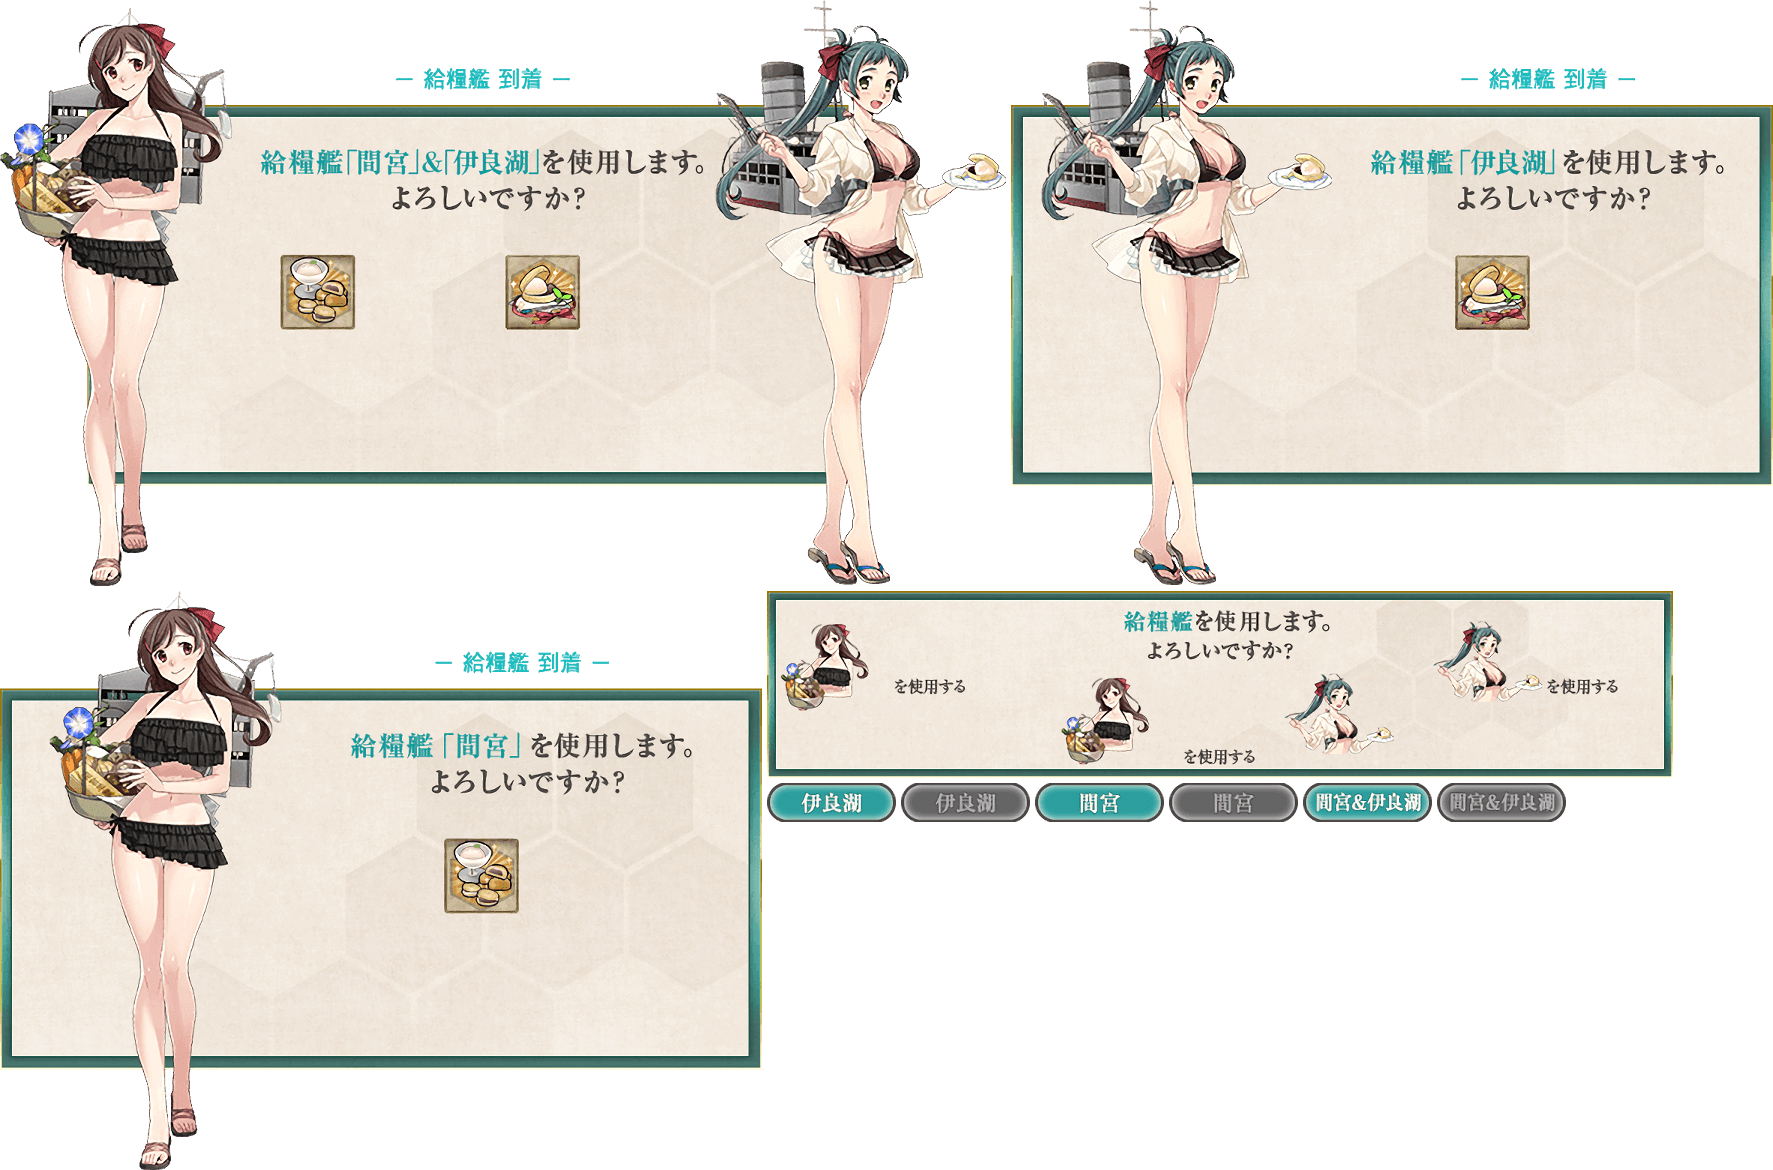 ― 給糧艦 到着 ―
給糧艦「間宮」&「伊良湖」を使用します。
よろしいですか?
― 給糧艦 到着 ―
給糧艦「伊良湖」を使用します。
よろしいですか?
― 給糧艦 到着 ―
給糧艦「間宮」を使用します。
よろしいですか?
給糧艦を使用します。
よろしいですか?
を使用する
を使用する
を使用する
伊良湖
伊良湖
間宮
間宮
間宮&伊良湖
間宮&伊良湖